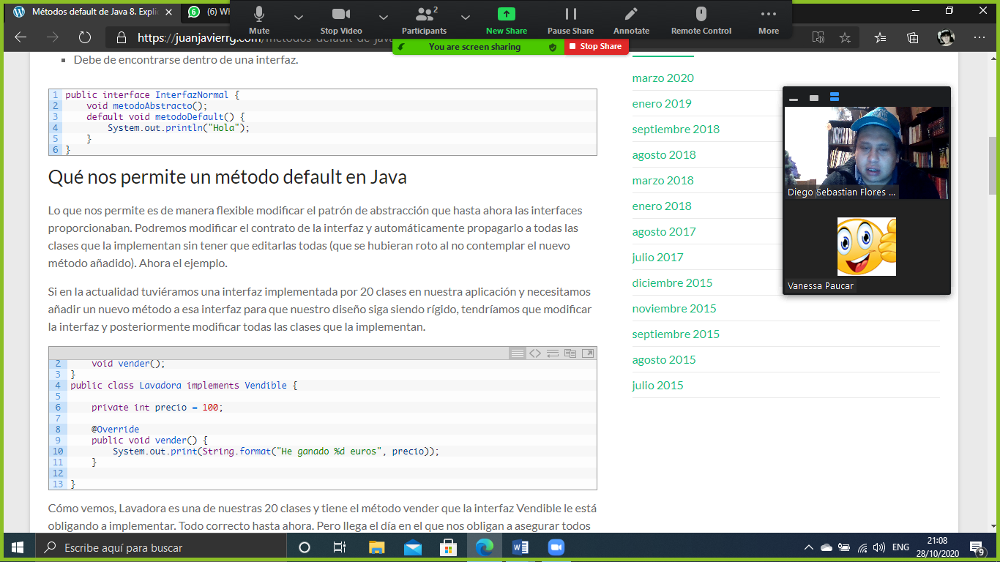 Métodos default de Java 8. Expli
(6) Wh
Mute
Stop Video
2
Participants
New Share
Pause Share
Annotate
Remote Control
More
https://juanjavierrg.com/metodos-default-de-java
You are screen sharing
Stop Share
Debe de encontrarse dentro de una interfaz.
1 public interface InterfazNormal {
2     void metodoAbstracto();
3     default void metodoDefault() {
4         System.out.println("Hola");
5     }
6 }
Qué nos permite un método default en Java
Lo que nos permite es de manera flexible modificar el patrón de abstracción que hasta ahora las interfaces
proporcionaban. Podremos modificar el contrato de la interfaz y automáticamente propagarlo a todas las
clases que la implementan sin tener que editarlas todas (que se hubieran roto al no contemplar el nuevo
método añadido). Ahora el ejemplo.
Si en la actualidad tuviéramos una interfaz implementada por 20 clases en nuestra aplicación y necesitamos
añadir un nuevo método a esa interfaz para que nuestro diseño siga siendo rígido, tendríamos que modificar
la interfaz y posteriormente modificar todas las clases que la implementan.
2     void vender();
3 }
4 public class Lavadora implements Vendible {
5
6     private int precio = 100;
7
8     @Override
9     public void vender() {
10         System.out.print(String.format("He ganado %d euros", precio));
11     }
12
13 }
Cómo vemos, Lavadora es una de nuestras 20 clases y tiene el método vender que la interfaz Vendible le está
obligando a implementar. Todo correcto hasta ahora. Pero llega el día en el que nos obligan a asegurar todos
marzo 2020
enero 2019
septiembre 2018
agosto 2018
marzo 2018
enero 2018
agosto 2017
julio 2017
diciembre 2015
noviembre 2015
septiembre 2015
agosto 2015
julio 2015
Diego Sebastian Flores ...
Vanessa Paucar
Escribe aquí para buscar
ENG
21:08
28/10/2020
9